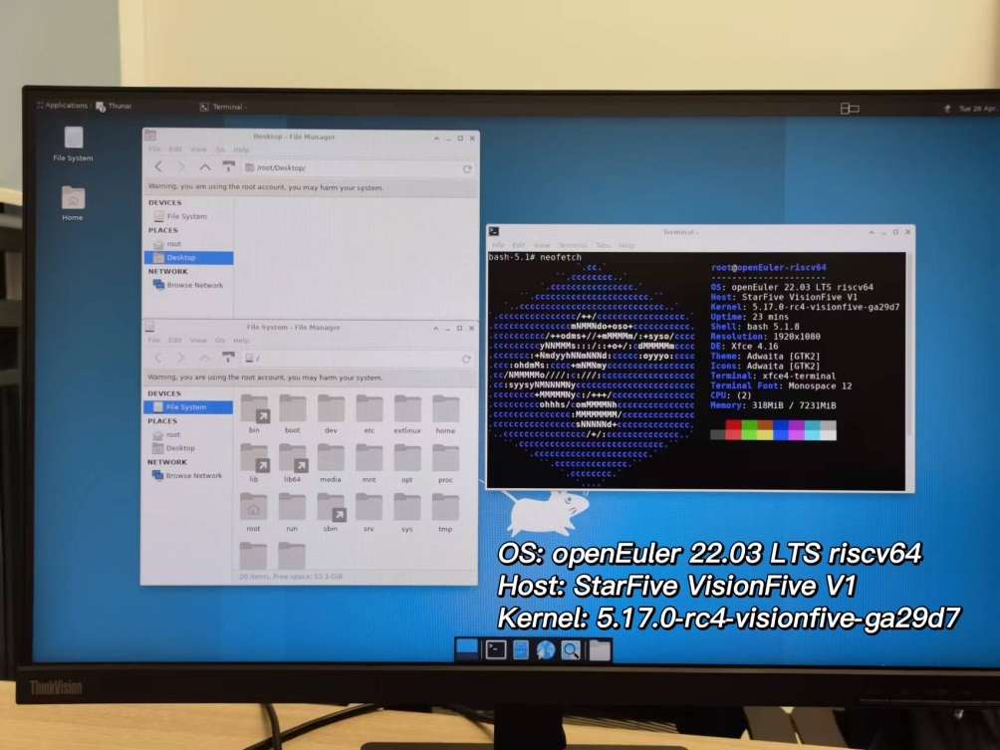 Applications
Thunar
Terminal -
Tue 26 Apr,
File System
Home
Desktop - File Manager
File Edit View Go Help
/root/Desktop/
Warning, you are using the root account, you may harm your system.
DEVICES
File System
PLACES
root
Desktop
NETWORK
Browse Network
File System - File Manager
File Edit View Go Help
/
Warning, you are using the root account, you may harm your system.
DEVICES
File System
PLACES
root
Desktop
NETWORK
Browse Network
bin boot dev etc extlinux home
lib lib64 media mnt opt proc
root run sbin srv sys tmp
20 items, Free space: 53.3 GiB
Terminal -
File Edit View Terminal Tabs Help
bash-5.1# neofetch
root@openEuler-riscv64
OS: openEuler 22.03 LTS riscv64
Host: StarFive VisionFive V1
Kernel: 5.17.0-rc4-visionfive-ga29d7
Uptime: 23 mins
Shell: bash 5.1.8
Resolution: 1920x1080
DE: Xfce 4.16
Theme: Adwaita [GTK2]
Icons: Adwaita [GTK2]
Terminal: xfce4-terminal
Terminal Font: Monospace 12
CPU: (2)
Memory: 318MiB / 7231MiB
OS: openEuler 22.03 LTS riscv64
Host: StarFive VisionFive V1
Kernel: 5.17.0-rc4-visionfive-ga29d7
ThinkVision